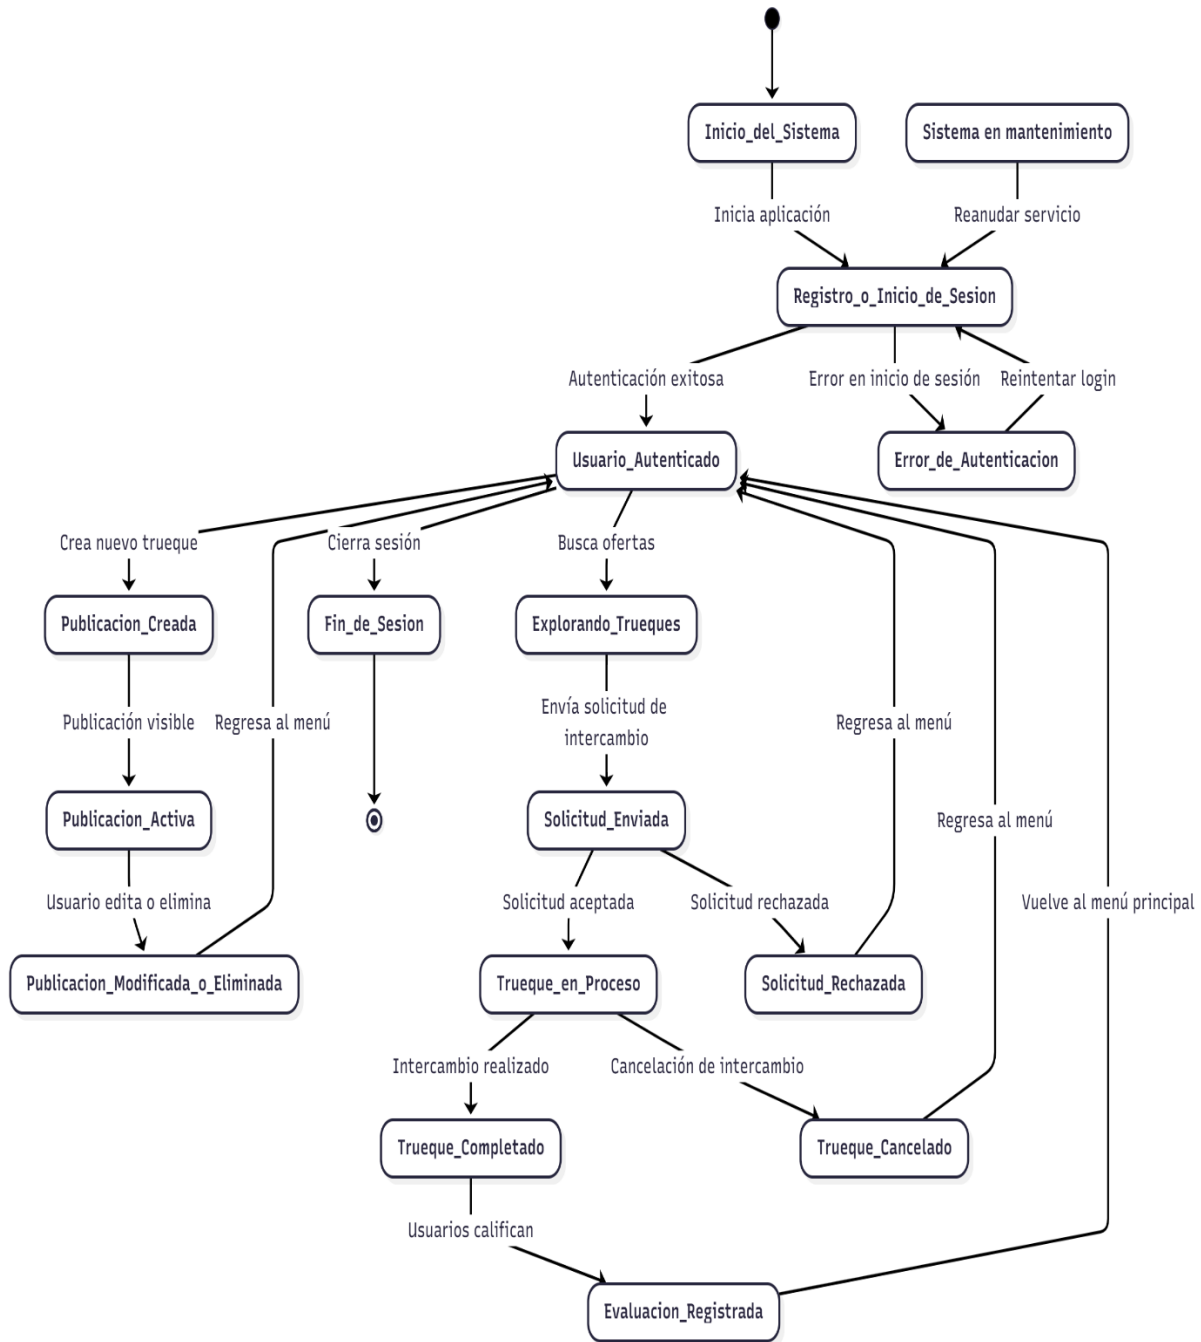 Inicio_del_Sistema
Sistema en mantenimiento
Inicia aplicación
Reanudar servicio
Registro_o_Inicio_de_Sesion
Autenticación exitosa
Error en inicio de sesión
Reintentar login
Usuario_Autenticado
Error_de_Autenticacion
Crea nuevo trueque
Cierra sesión
Busca ofertas
Publicacion_Creada
Fin_de_Sesion
Explorando_Trueques
Publicación visible
Regresa al menú
Envía solicitud de
intercambio
Regresa al menú
Publicacion_Activa
Solicitud_Enviada
Regresa al menú
Usuario edita o elimina
Solicitud aceptada
Solicitud rechazada
Vuelve al menú principal
Publicacion_Modificada_o_Eliminada
Trueque_en_Proceso
Solicitud_Rechazada
Intercambio realizado
Cancelación de intercambio
Trueque_Completado
Trueque_Cancelado
Usuarios califican
Evaluacion_Registrada